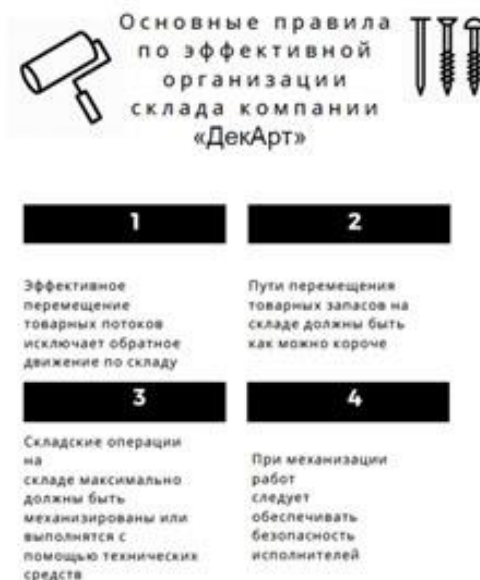 Основные правила
по эффективной
организации
склада компании
«ДекАрт»
1
Эффективное
перемещение
товарных потоков
исключает обратное
движение по складу
2
Пути перемещения
товарных запасов на
складе должны быть
как можно короче
3
Складские операции
на
складе максимально
должны быть
механизированы или
выполнятся с
помощью технических
средств
4
При механизации
работ
следует
обеспечивать
безопасность
исполнителей